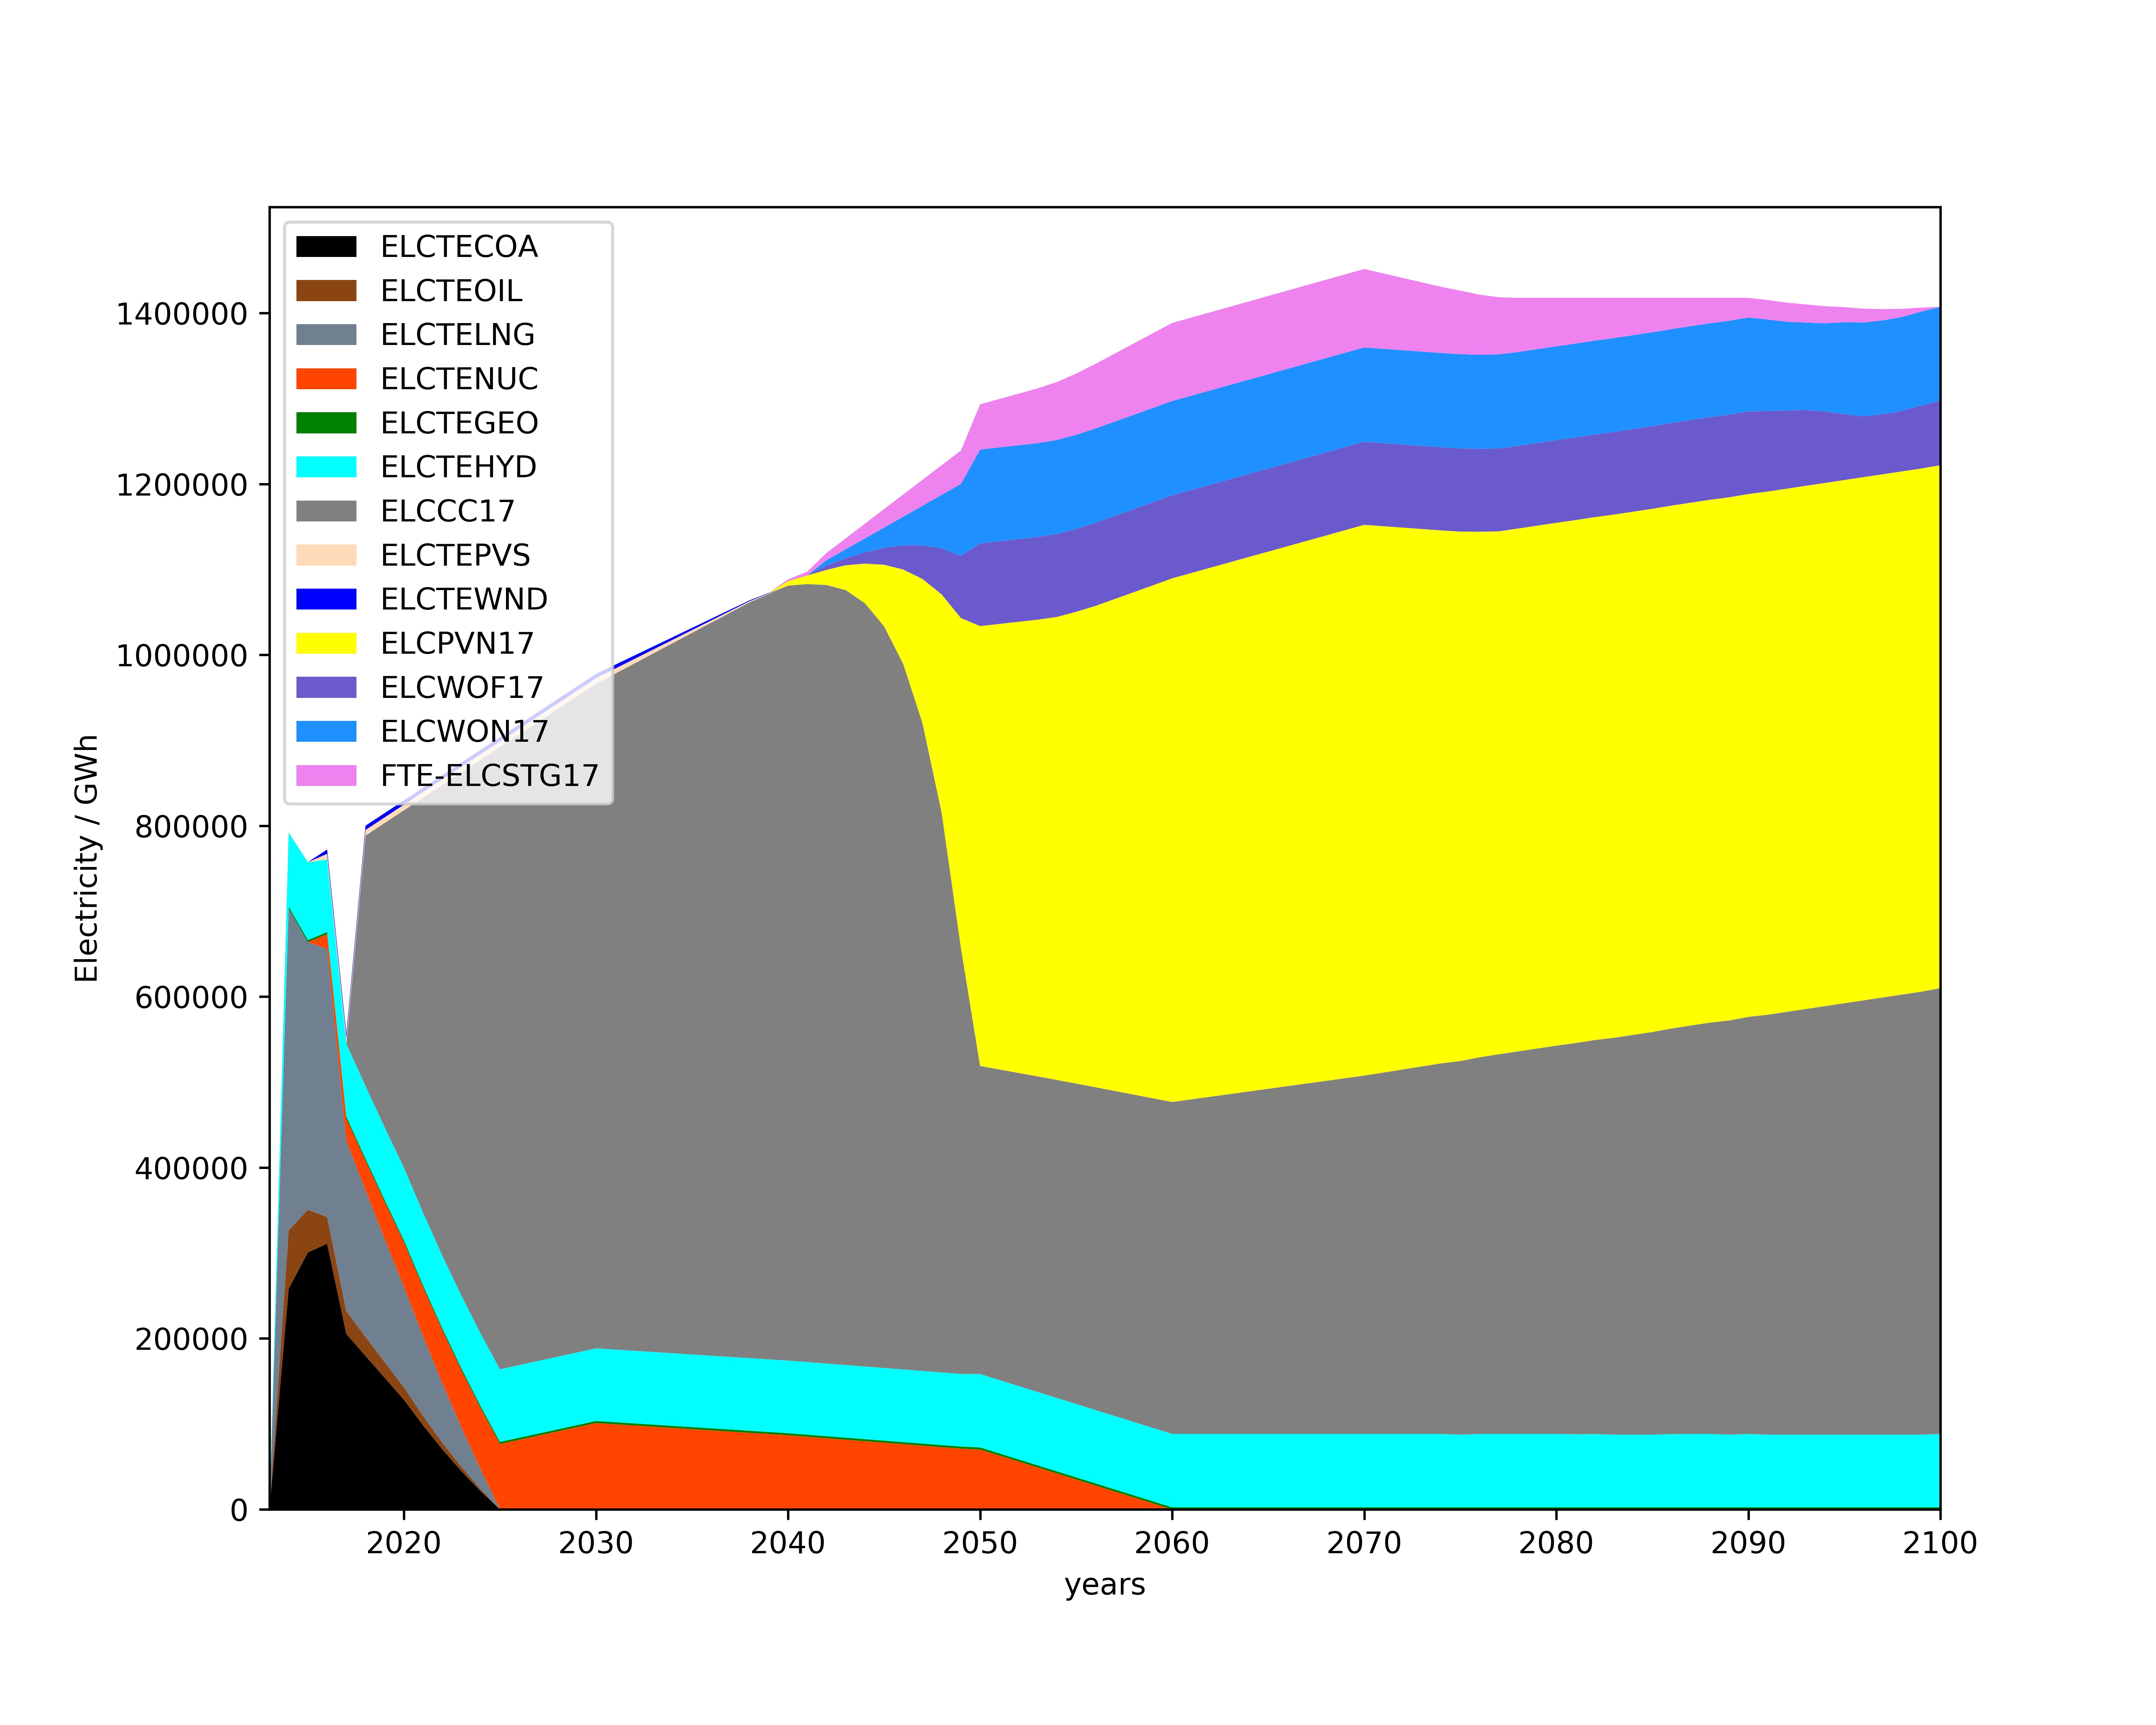 ELCTECOA
ELCTEOIL
ELCTELNG
ELCTENUC
ELCTEGEO
ELCTEHYD
ELCCC17
ELCTEPVS
ELCTEWND
ELCPVN17
ELCWOF17
ELCWON17
FTE-ELCSTG17
1400000
1200000
1000000
800000
600000
400000
200000
0
Electricity / GWh
2020 2030 2040 2050 2060 2070 2080 2090 2100
years